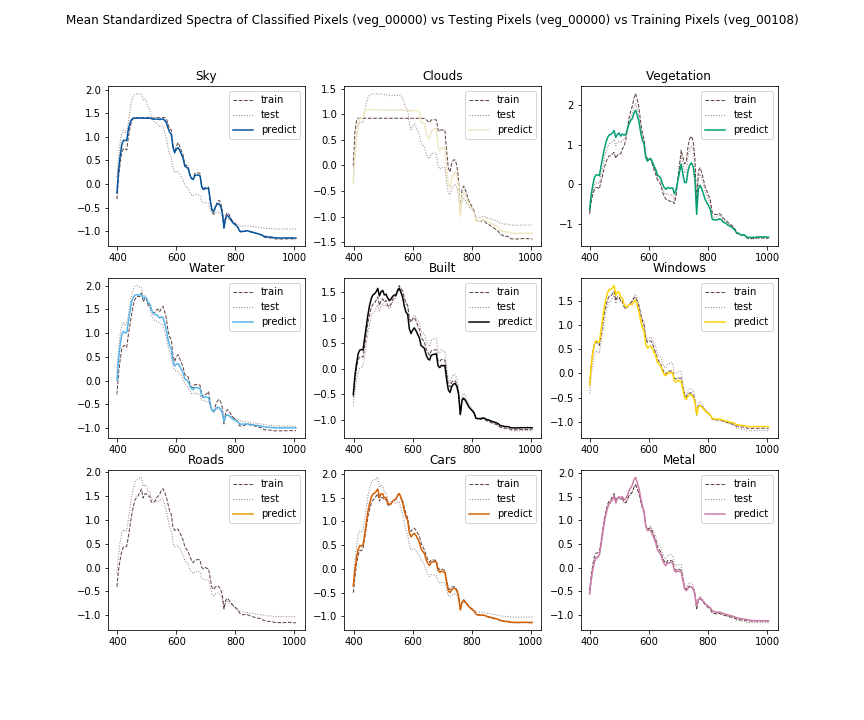 Mean Standardized Spectra of Classified Pixels (veg_00000) vs Testing Pixels (veg_00000) vs Training Pixels (veg_00108)
Sky
2.0
1.5
1.0
0.5
0.0
−0.5
−1.0
400 600 800 1000
train
test
predict
Clouds
1.5
1.0
0.5
0.0
−0.5
−1.0
−1.5
400 600 800 1000
train
test
predict
Vegetation
2
1
0
−1
400 600 800 1000
train
test
predict
Water
2.0
1.5
1.0
0.5
0.0
−0.5
−1.0
400 600 800 1000
train
test
predict
Built
1.5
1.0
0.5
0.0
−0.5
−1.0
400 600 800 1000
train
test
predict
Windows
1.5
1.0
0.5
0.0
−0.5
−1.0
400 600 800 1000
train
test
predict
Roads
2.0
1.5
1.0
0.5
0.0
−0.5
−1.0
400 600 800 1000
train
test
predict
Cars
2.0
1.5
1.0
0.5
0.0
−0.5
−1.0
400 600 800 1000
train
test
predict
Metal
2.0
1.5
1.0
0.5
0.0
−0.5
−1.0
400 600 800 1000
train
test
predict